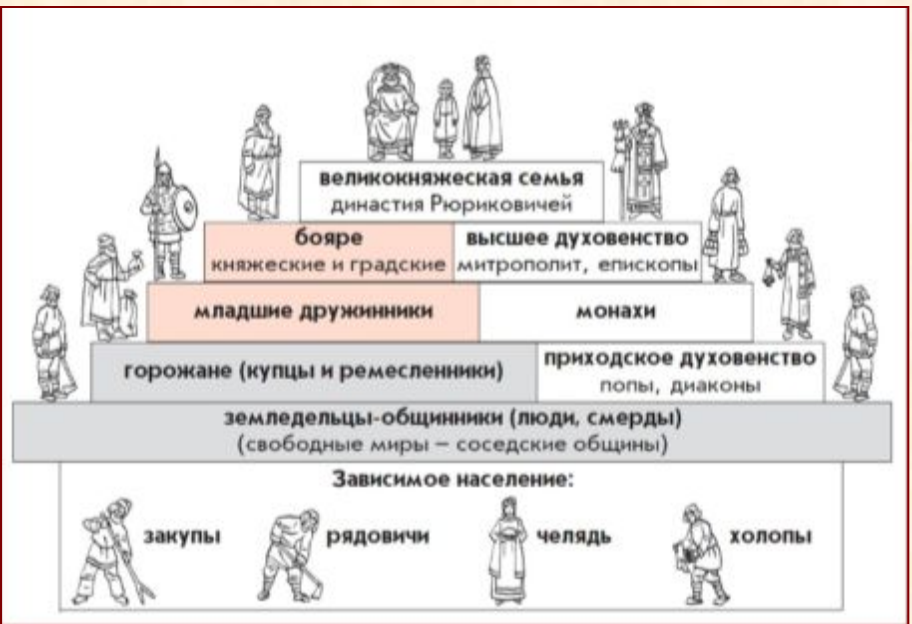 великокняжеская семья
династия Рюриковичей
бояре
княжеские и градские
высшее духовенство
митрополит, епископы
младшие дружинники
монахи
горожане (купцы и ремесленники)
приходское духовенство
попы, диаконы
земледельцы-общинники (люди, смерды)
(свободные миры – соседские общины)
Зависимое население:
закупы
рядовичи
челядь
холопы